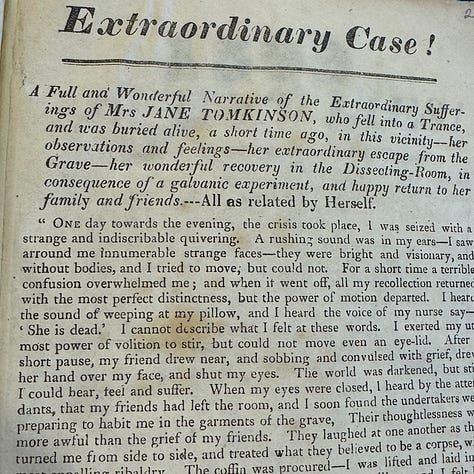 2
Extraordinary Case!
A Full and Wonderful Narrative of the Extraordinary Suffer-
ings of Mrs JANE TOMKINSON, who fell into a Trance,
and was buried alive, a short time ago, in this vicinity—her
observations and feelings—her extraordinary escape from the
Grave—her wonderful recovery in the Dissecting-Room, in
consequence of a galvanic experiment, and happy return to her
family and friends.---All as related by Herself.
" ONE day towards the evening, the crisis took place, I was seized with a
strange and indiscribable quivering. A rushing sound was in my ears—I saw
arround me innumerable strange faces—they were bright and visionary, and
without bodies, and I tried to move, but could not. For a short time a terrible
confusion overwhelmed me; and when it went off, all my recollection returned
with the most perfect distinctness, but the power of motion departed. I heard
the sound of weeping at my pillow, and I heard the voice of my nurse say—
' She is dead.' I cannot describe what I felt at these words. I exerted my ut
most power of volition to stir, but could not move even an eye-lid. After
short pause, my friend drew near, and sobbing and convulsed with grief, drew
her hand over my face, and shut my eyes. The world was darkened, but sti
I could hear, feel and suffer. When my eyes were closed, I heard by the atte
dants, that my friends had left the room, and I soon found the undertakers we
preparing to habit me in the garments of the grave, Their thoughtlessness w
more awful than the grief of my friends. They laughed at one another as th
turned me from side to side, and treated what they believed to be a corpse, w
most appalling ribaldry. The coffin was procured—I was lifted and laid i